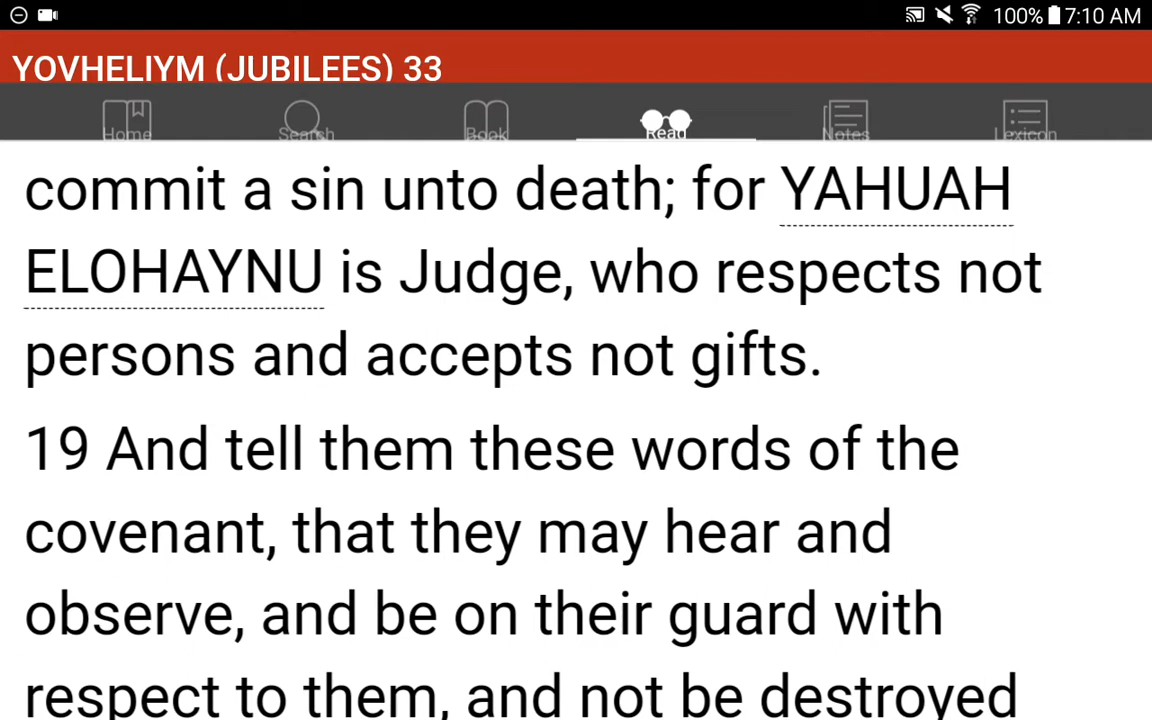 100% 7:10 AM
YOVHELIYM (JUBILEES) 33
Home Search Book Read Notes Lexicon
commit a sin unto death; for YAHUAH
ELOHAYNU is Judge, who respects not
persons and accepts not gifts.
19 And tell them these words of the
covenant, that they may hear and
observe, and be on their guard with
respect to them, and not be destroyed